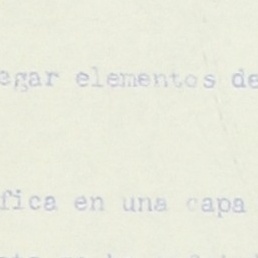 egar elementos de
fica en una capa